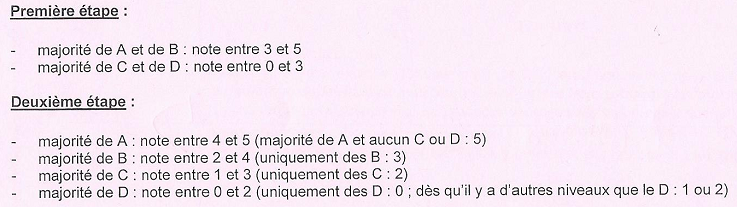 Première étape :
- majorité de A et de B : note entre 3 et 5
- majorité de C et de D : note entre 0 et 3
Deuxième étape :
- majorité de A : note entre 4 et 5 (majorité de A et aucun C ou D : 5)
- majorité de B : note entre 2 et 4 (uniquement des B : 3)
- majorité de C : note entre 1 et 3 (uniquement des C : 2)
- majorité de D : note entre 0 et 2 (uniquement des D : 0 ; dès qu'il y a d'autres niveaux que le D : 1 ou 2)